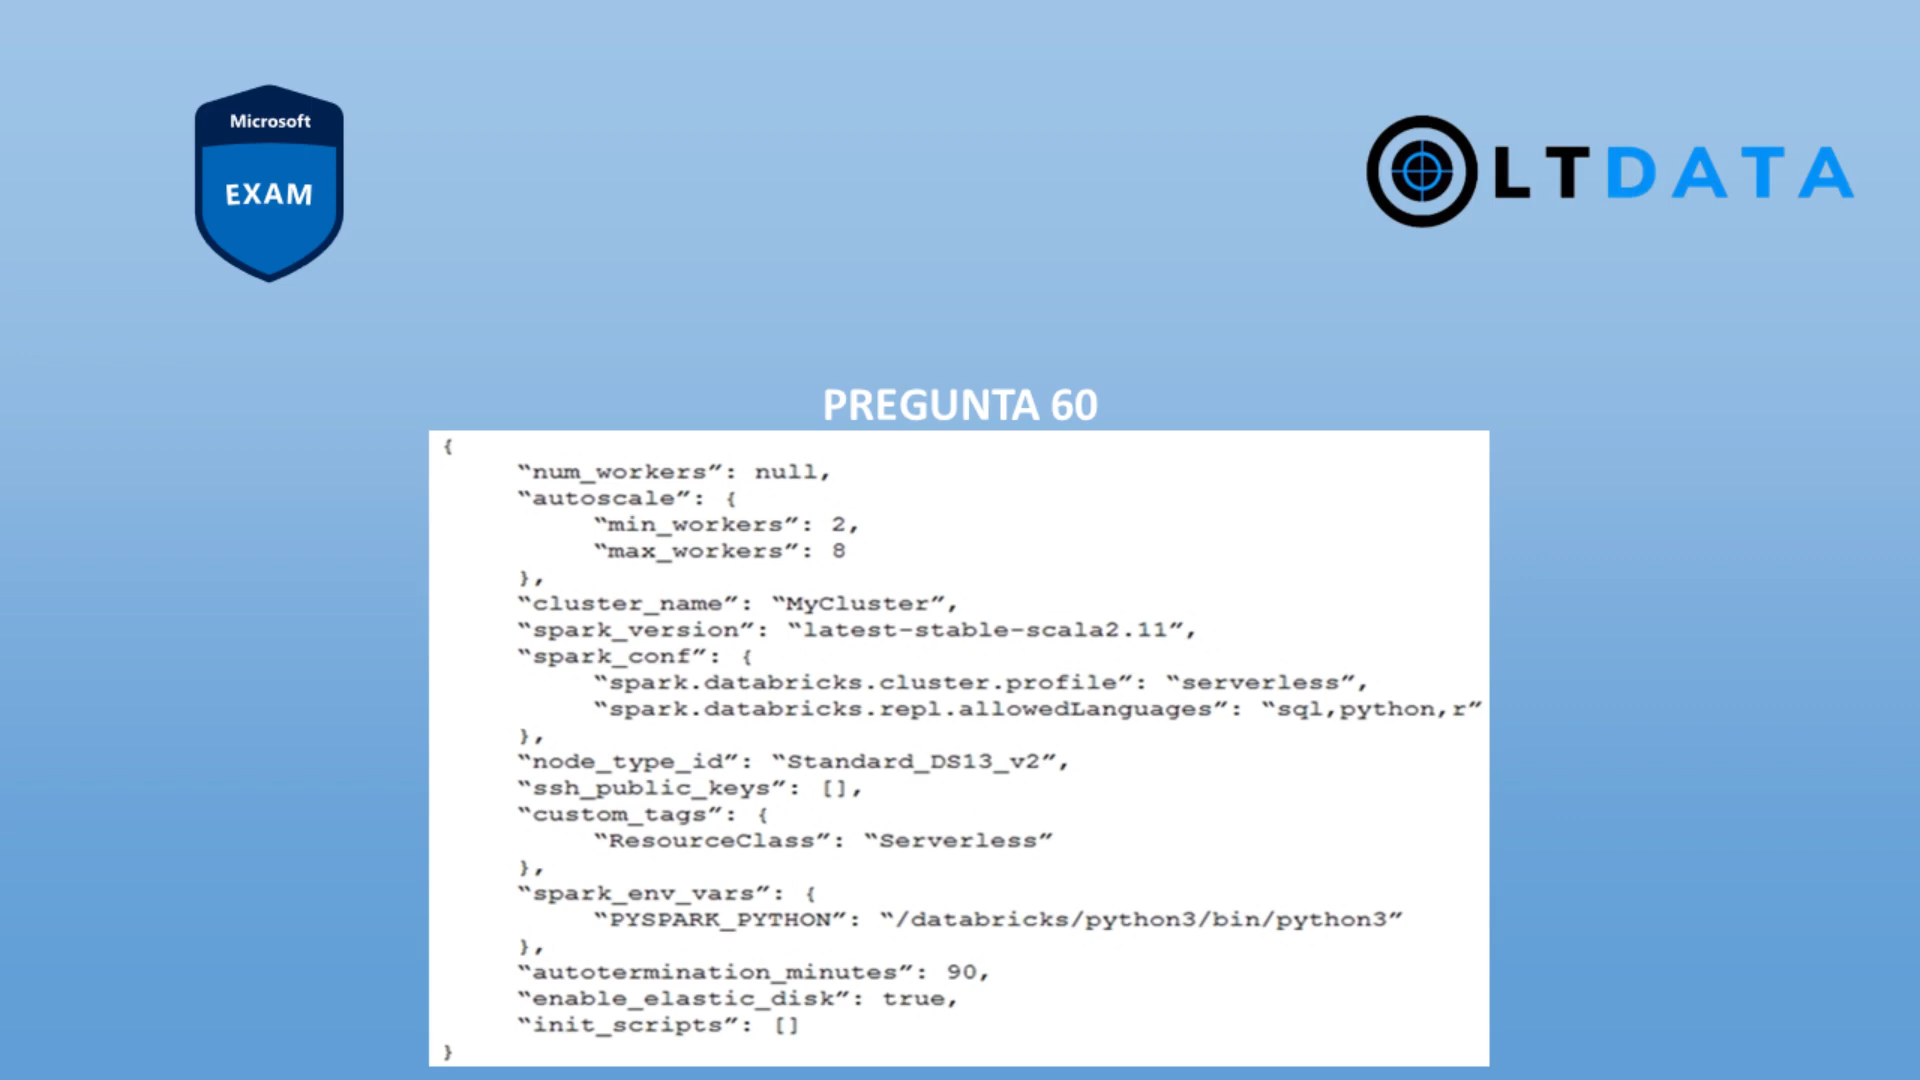 Microsoft
EXAM
LTDATA
PREGUNTA 60
{
“num_workers”: null,
“autoscale”: {
“min_workers”: 2,
“max_workers”: 8
},
“cluster_name”: “MyCluster”,
“spark_version”: “latest-stable-scala2.11”,
“spark_conf”: {
“spark.databricks.cluster.profile”: “serverless”,
“spark.databricks.repl.allowedLanguages”: “sql,python,r”
},
“node_type_id”: “Standard_DS13_v2”,
“ssh_public_keys”: [],
“custom_tags”: {
“ResourceClass”: “Serverless”
},
“spark_env_vars”: {
“PYSPARK_PYTHON”: “/databricks/python3/bin/python3”
},
“autotermination_minutes”: 90,
“enable_elastic_disk”: true,
“init_scripts”: []
}